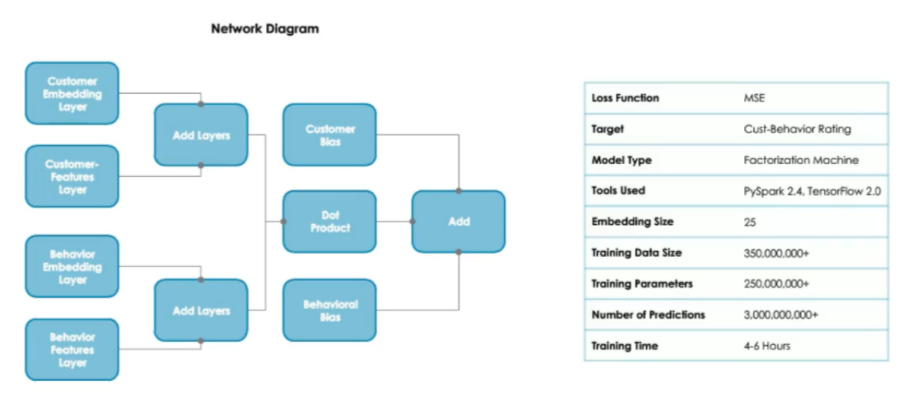 Network Diagram
Customer
Embedding
Layer
Customer-
Features
Layer
Behavior
Embedding
Layer
Behavior
Features
Layer
Add Layers
Add Layers
Customer
Bias
Dot
Product
Behavioral
Bias
Add
Loss Function MSE
Target Cust-Behavior Rating
Model Type Factorization Machine
Tools Used PySpark 2.4, TensorFlow 2.0
Embedding Size 25
Training Data Size 350,000,000+
Training Parameters 250,000,000+
Number of Predictions 3,000,000,000+
Training Time 4-6 Hours